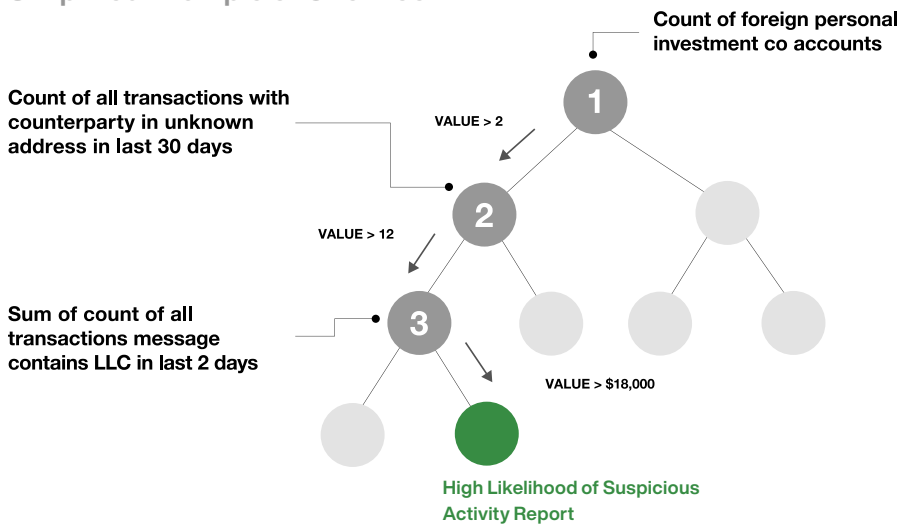 Count of foreign personal
investment co accounts
1
Count of all transactions with
counterparty in unknown
address in last 30 days
VALUE > 2
2
VALUE > 12
Sum of count of all
transactions message
contains LLC in last 2 days
3
VALUE > $18,000
High Likelihood of Suspicious
Activity Report